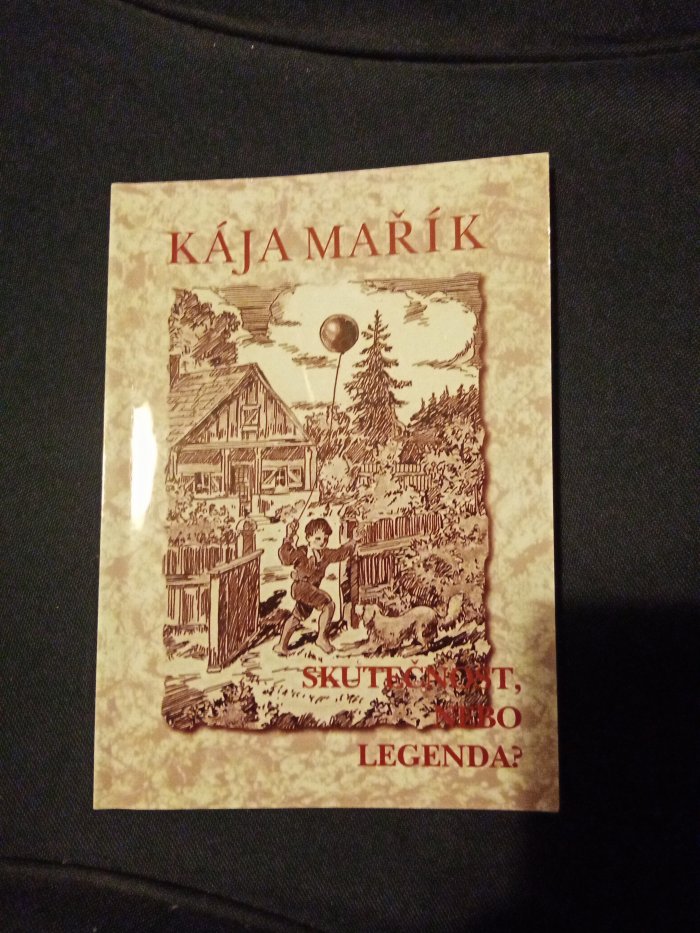 KÁJA MAŘÍK
SKUTEČNOST,
NEBO
LEGENDA?